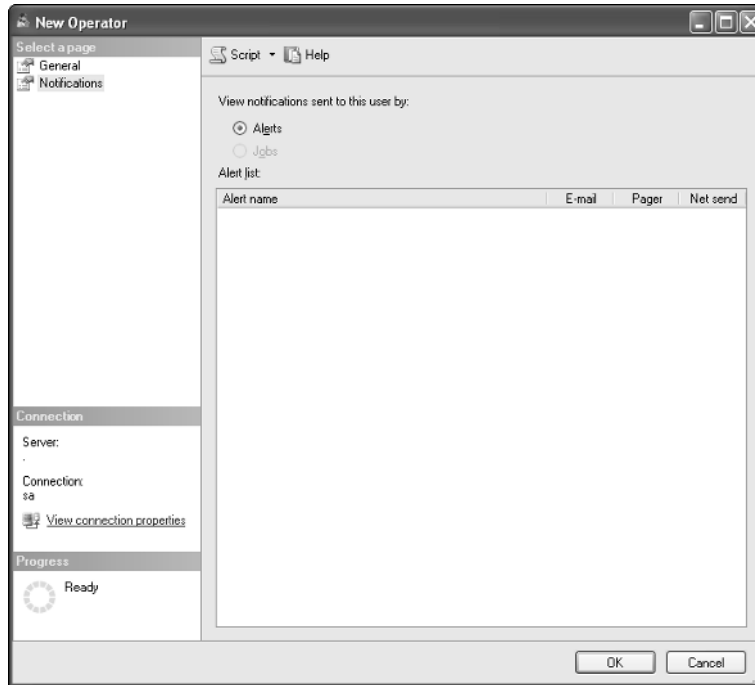 New Operator
Select a page
General
Notifications
Script Help
View notifications sent to this user by:
Alerts
Jobs
Alert list:
Alert name E-mail Pager Net send
Connection
Server:
.
Connection:
sa
View connection properties
Progress
Ready
OK Cancel